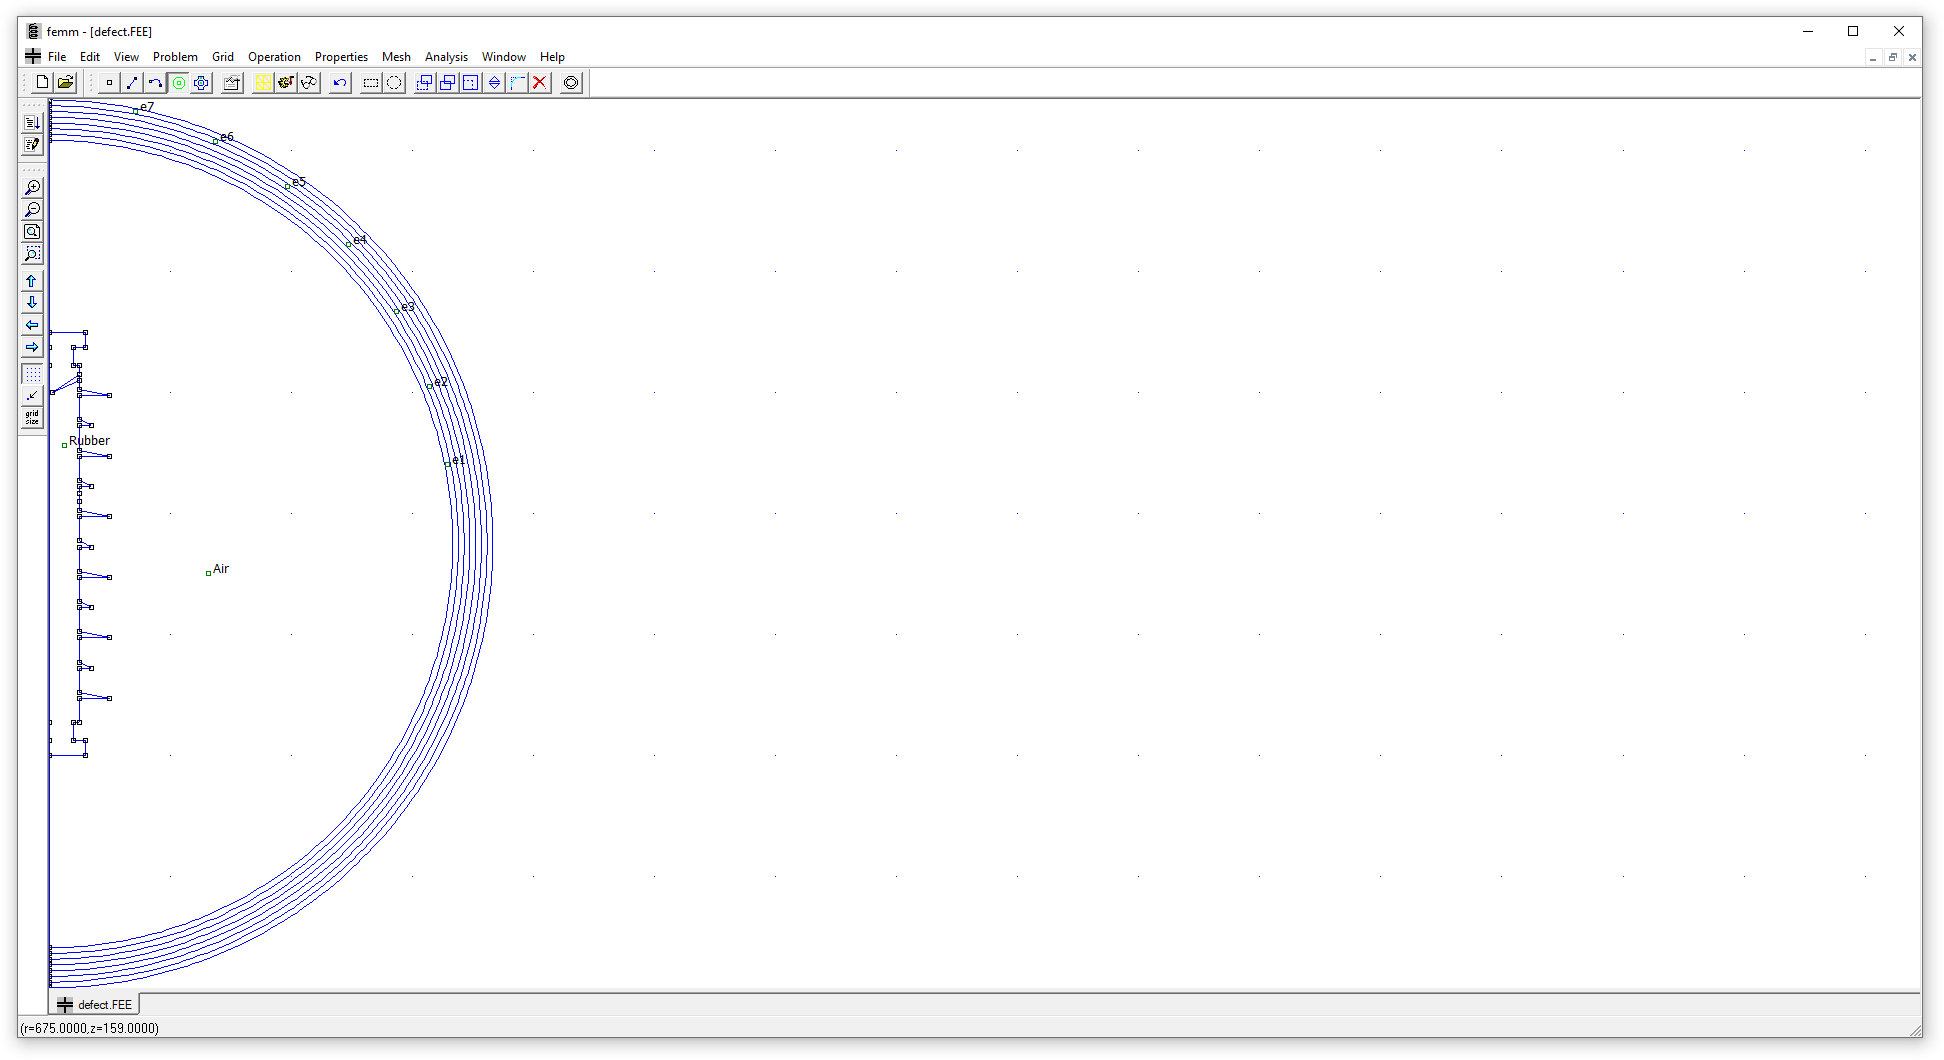 femm - [defect.FEE]
File Edit View Problem Grid Operation Properties Mesh Analysis Window Help
e7
e6
e5
e4
e3
e2
e1
Rubber
Air
grid
size
defect.FEE
(r=675.0000,z=159.0000)